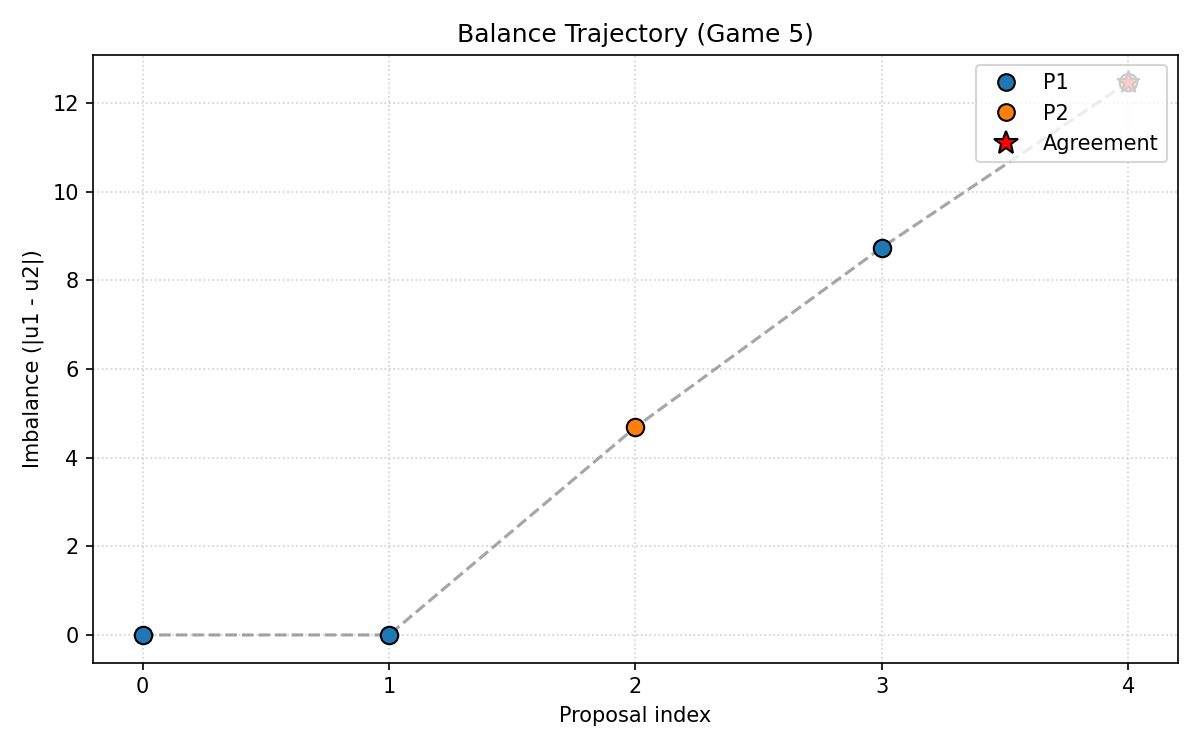 Balance Trajectory (Game 5)
P1
P2
Agreement
12
10
8
6
4
2
0
Imbalance (|u1 - u2|)
0 1 2 3 4
Proposal index